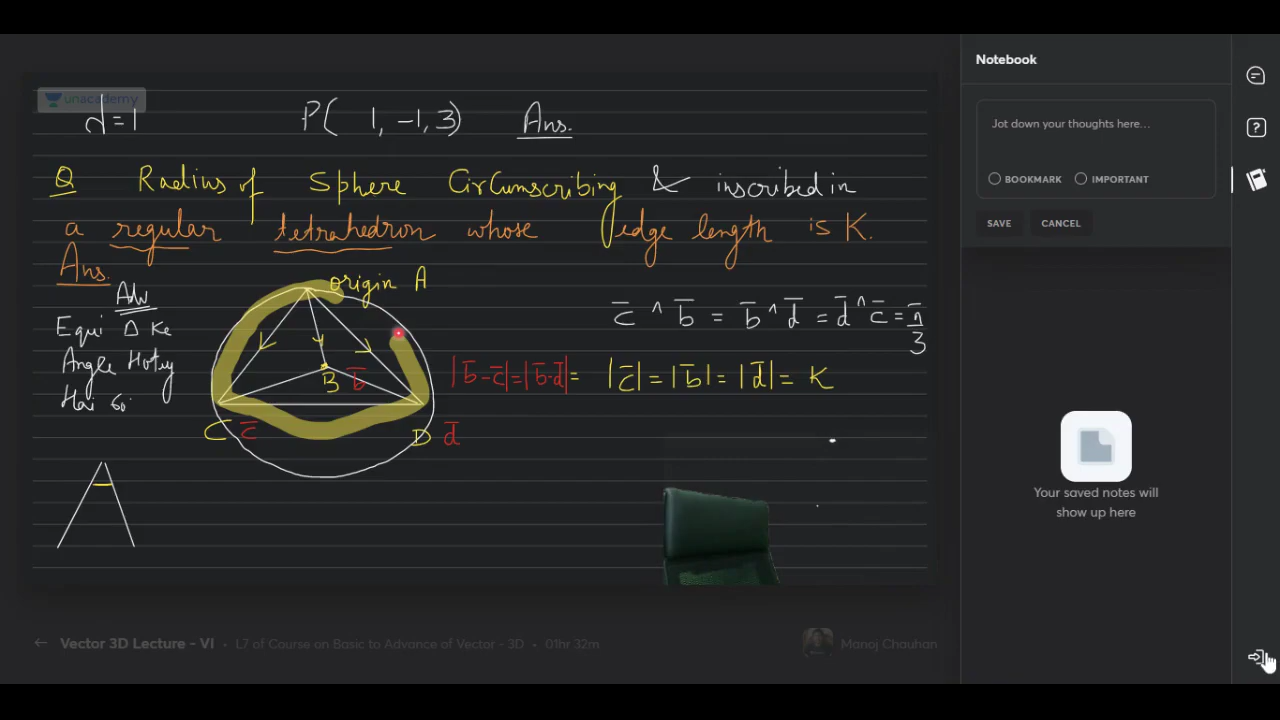 unacademy
d=1 P( 1, -1, 3) Ans.
Q Radius of Sphere Circumscribing & inscribed in
a regular tetrahedron whose edge length is K.
Ans.
Adv
Equi Δ Ke
Angle Hotey
Hai 60
origin A
B b̄
C c̄
D d̄
c̄ ^ b̄ = b̄ ^ d̄ = d̄ ^ c̄ = π/3
|b̄-c̄|=|b̄-d̄|= |c̄|=|b̄|=|d̄|= K
← Vector 3D Lecture - VI • L7 of Course on Basic to Advance of Vector - 3D • 01hr 32m
Manoj Chauhan
Notebook
Jot down your thoughts here...
BOOKMARK IMPORTANT
SAVE CANCEL
Your saved notes will
show up here